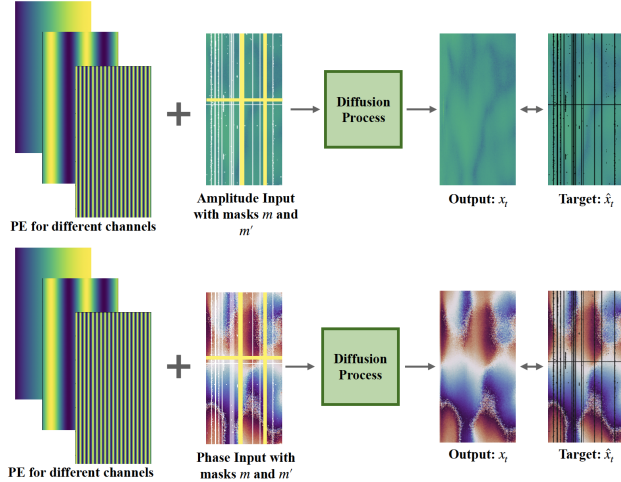 Diffusion
Process
PE for different channels
Amplitude Input
with masks m and
m′
Output: xₜ
Target: x̂ₜ
Diffusion
Process
PE for different channels
Phase Input with
masks m and m′
Output: xₜ
Target: x̂ₜ